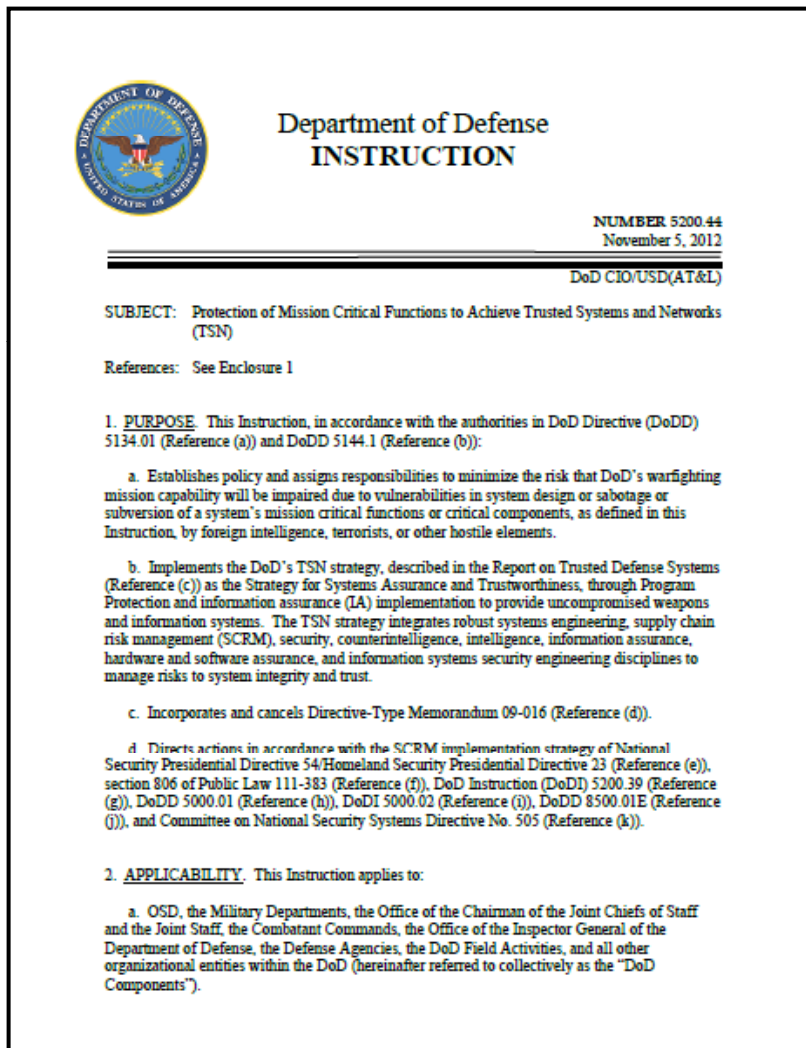 DEPARTMENT OF DEFENSE
UNITED STATES OF AMERICA
Department of Defense
INSTRUCTION
NUMBER 5200.44
November 5, 2012
DoD CIO/USD(AT&L)
SUBJECT: Protection of Mission Critical Functions to Achieve Trusted Systems and Networks
(TSN)
References: See Enclosure 1
1. PURPOSE. This Instruction, in accordance with the authorities in DoD Directive (DoDD)
5134.01 (Reference (a)) and DoDD 5144.1 (Reference (b)):
a. Establishes policy and assigns responsibilities to minimize the risk that DoD's warfighting
mission capability will be impaired due to vulnerabilities in system design or sabotage or
subversion of a system's mission critical functions or critical components, as defined in this
Instruction, by foreign intelligence, terrorists, or other hostile elements.
b. Implements the DoD's TSN strategy, described in the Report on Trusted Defense Systems
(Reference (c)) as the Strategy for Systems Assurance and Trustworthiness, through Program
Protection and information assurance (IA) implementation to provide uncompromised weapons
and information systems. The TSN strategy integrates robust systems engineering, supply chain
risk management (SCRM), security, counterintelligence, intelligence, information assurance,
hardware and software assurance, and information systems security engineering disciplines to
manage risks to system integrity and trust.
c. Incorporates and cancels Directive-Type Memorandum 09-016 (Reference (d)).
d. Directs actions in accordance with the SCRM implementation strategy of National
Security Presidential Directive 54/Homeland Security Presidential Directive 23 (Reference (e)),
section 806 of Public Law 111-383 (Reference (f)), DoD Instruction (DoDI) 5200.39 (Reference
(g)), DoDD 5000.01 (Reference (h)), DoDI 5000.02 (Reference (i)), DoDD 8500.01E (Reference
(j)), and Committee on National Security Systems Directive No. 505 (Reference (k)).
2. APPLICABILITY. This Instruction applies to:
a. OSD, the Military Departments, the Office of the Chairman of the Joint Chiefs of Staff
and the Joint Staff, the Combatant Commands, the Office of the Inspector General of the
Department of Defense, the Defense Agencies, the DoD Field Activities, and all other
organizational entities within the DoD (hereinafter referred to collectively as the "DoD
Components").